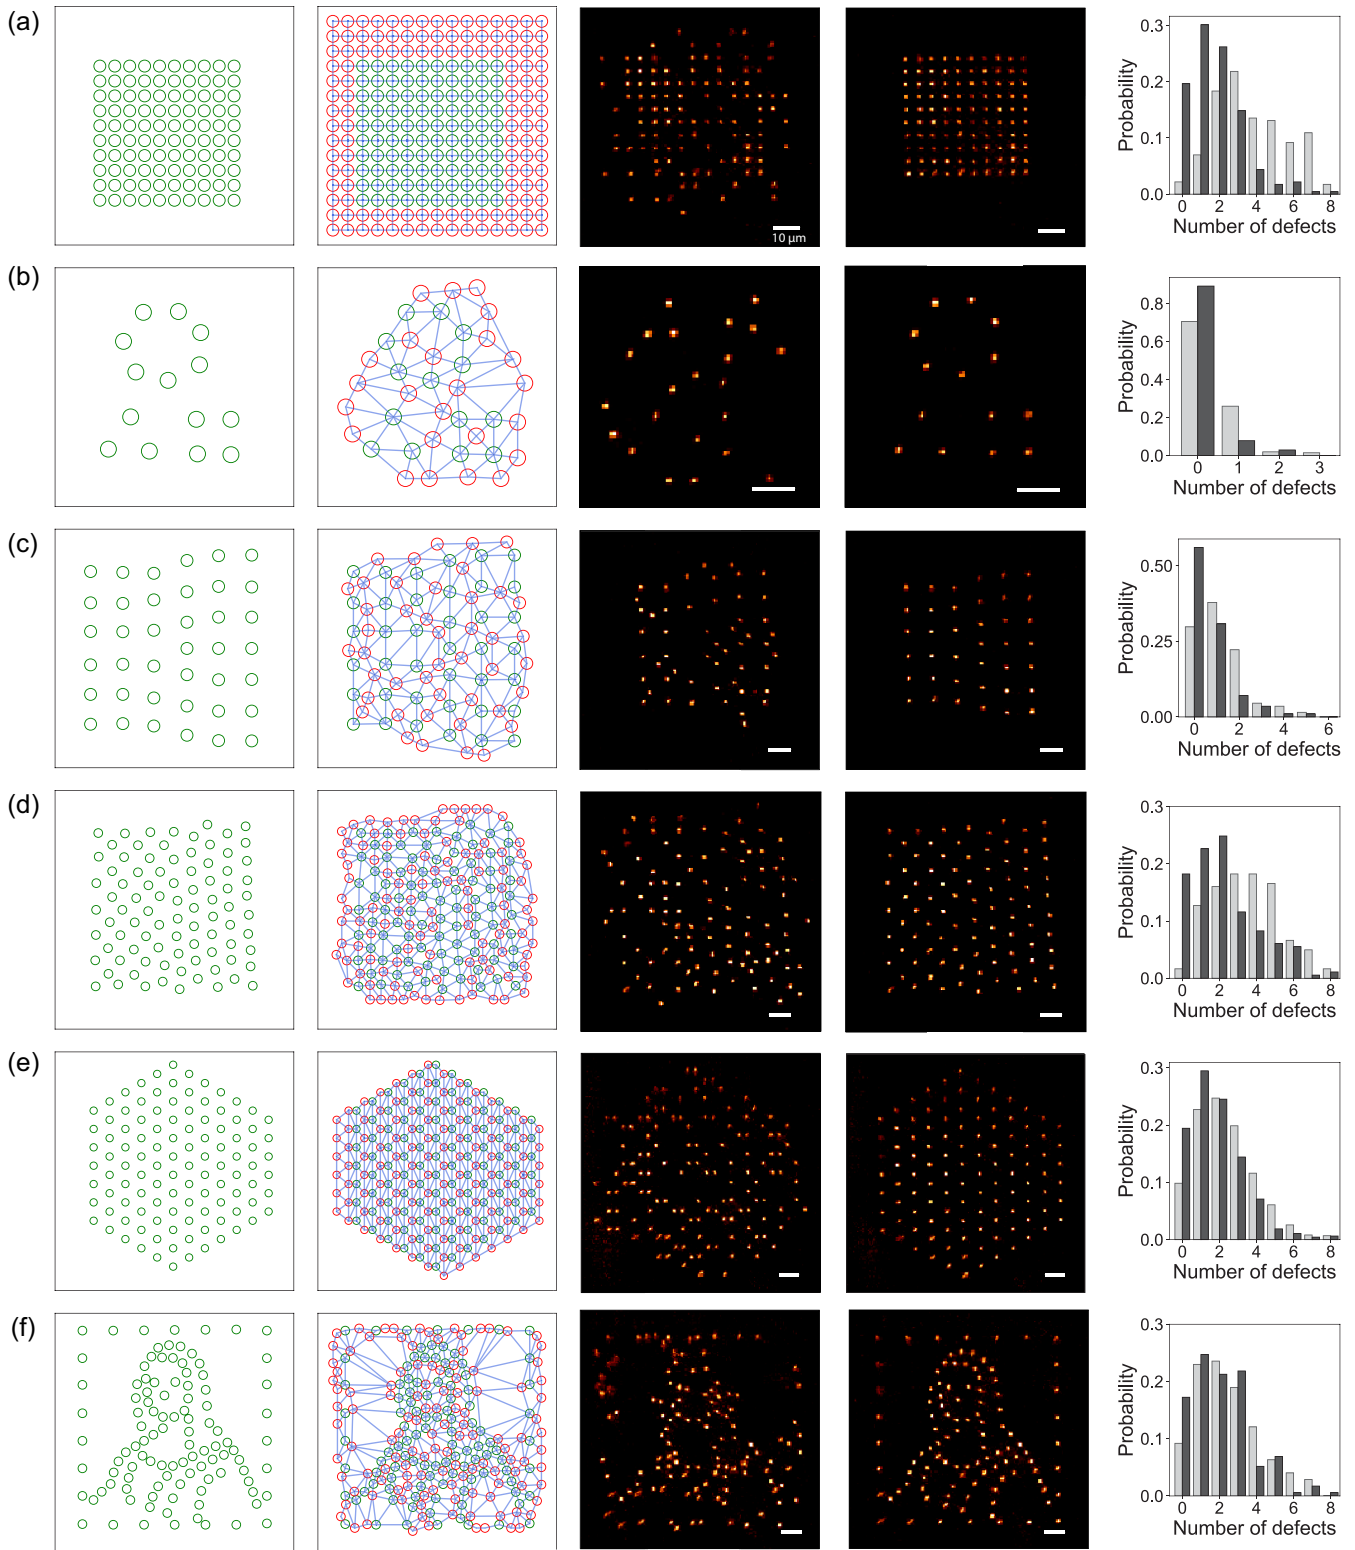 (a)
10 µm
Probability
0.3
0.2
0.1
0.0
0 2 4 6 8
Number of defects
(b)
Probability
0.8
0.6
0.4
0.2
0.0
0 1 2 3
Number of defects
(c)
Probability
0.50
0.25
0.00
0 2 4 6
Number of defects
(d)
Probability
0.3
0.2
0.1
0.0
0 2 4 6 8
Number of defects
(e)
Probability
0.3
0.2
0.1
0.0
0 2 4 6 8
Number of defects
(f)
Probability
0.3
0.2
0.1
0.0
0 2 4 6 8
Number of defects